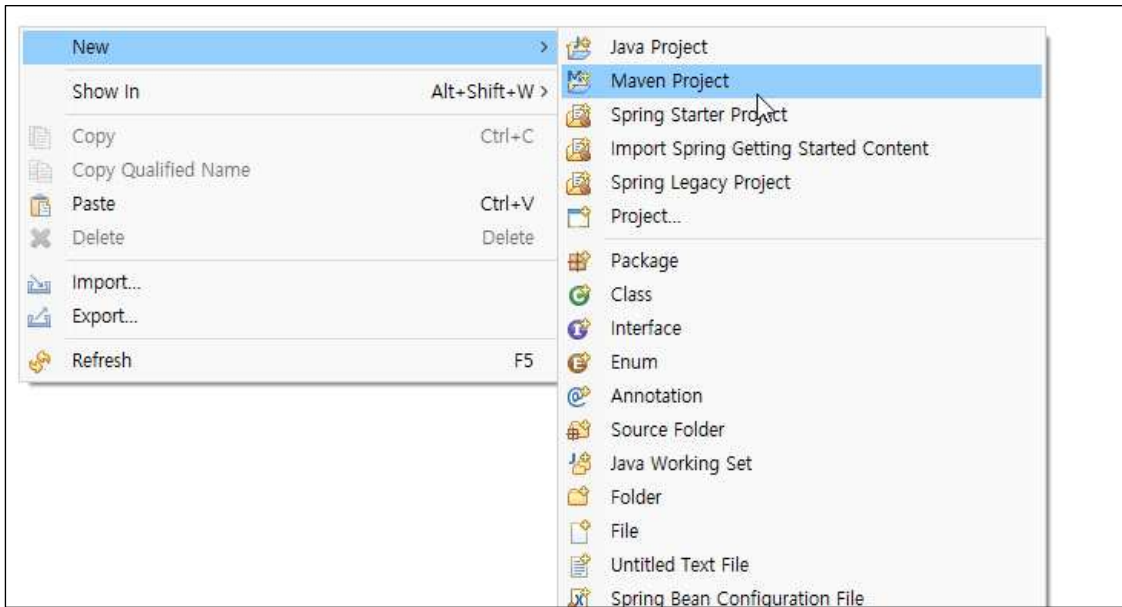 New >
Show In Alt+Shift+W >
Copy Ctrl+C
Copy Qualified Name
Paste Ctrl+V
Delete Delete
Import...
Export...
Refresh F5
Java Project
Maven Project
Spring Starter Project
Import Spring Getting Started Content
Spring Legacy Project
Project...
Package
Class
Interface
Enum
Annotation
Source Folder
Java Working Set
Folder
File
Untitled Text File
Spring Bean Configuration File